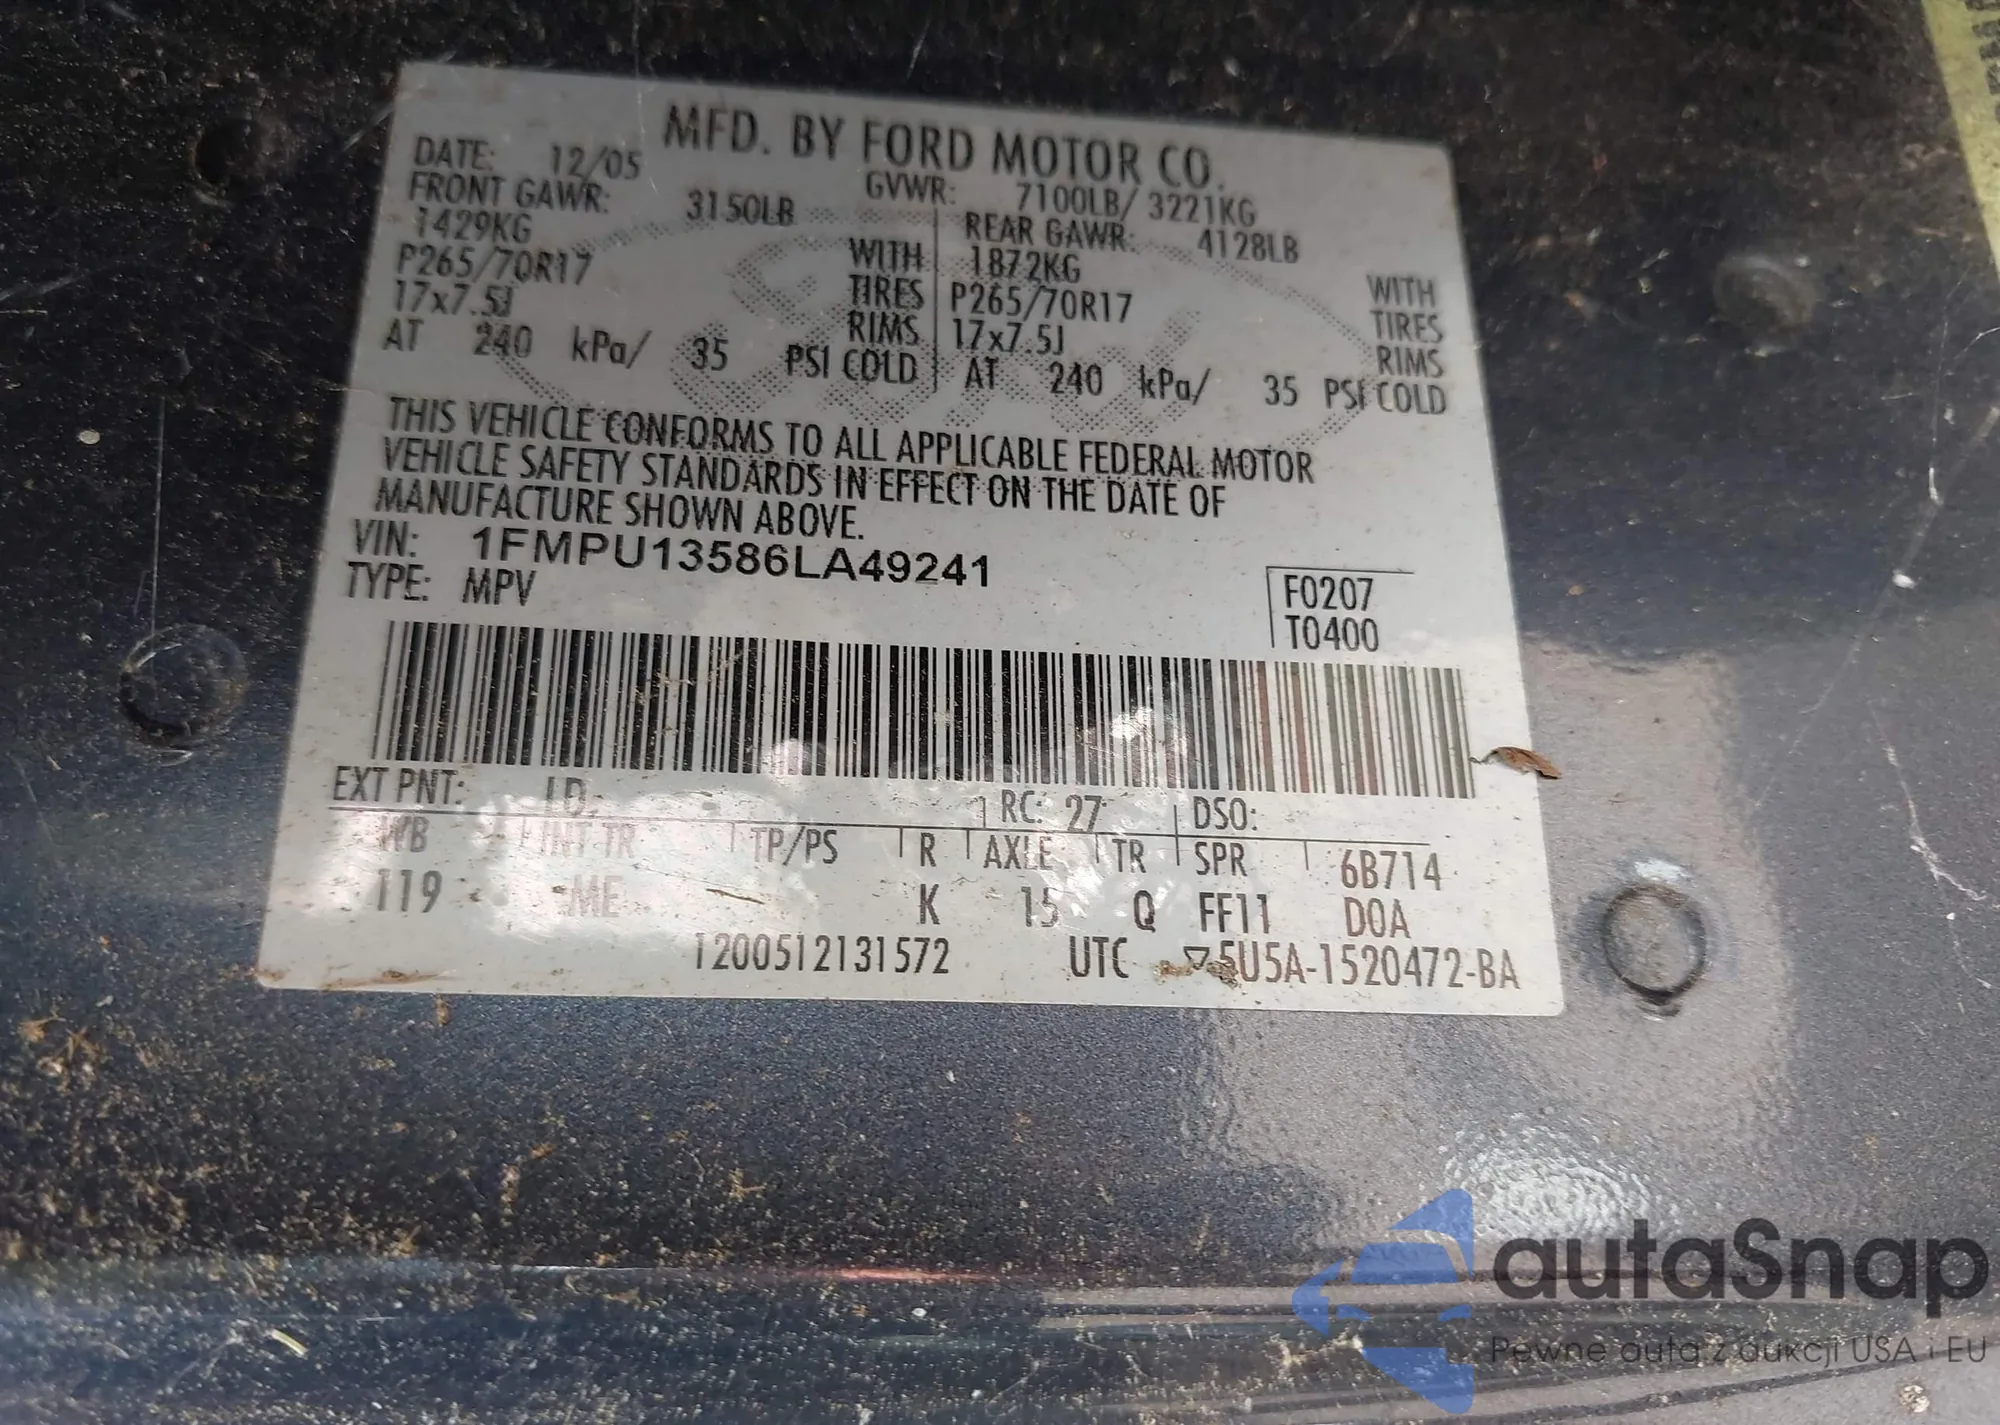 MFD. BY FORD MOTOR CO.
DATE: 12/05 GVWR: 7100LB/ 3221KG
FRONT GAWR: 3150LB REAR GAWR: 4128LB
1429KG WITH 1872KG WITH
P265/70R17 TIRES P265/70R17 TIRES
17x7.5J RIMS 17x7.5J RIMS
AT 240 kPa/ 35 PSI COLD AT 240 kPa/ 35 PSI COLD
THIS VEHICLE CONFORMS TO ALL APPLICABLE FEDERAL MOTOR
VEHICLE SAFETY STANDARDS IN EFFECT ON THE DATE OF
MANUFACTURE SHOWN ABOVE.
VIN: 1FMPU13586LA49241
TYPE: MPV
F0207
T0400
EXT PNT: RC: 27 DSO:
WB INT TR TP/PS R AXLE TR SPR 6B714
119 ME K 15 Q FF11 DOA
1200512131572 UTC 5U5A-1520472-BA
autaSnap
Pewne auta z aukcji USA i EU